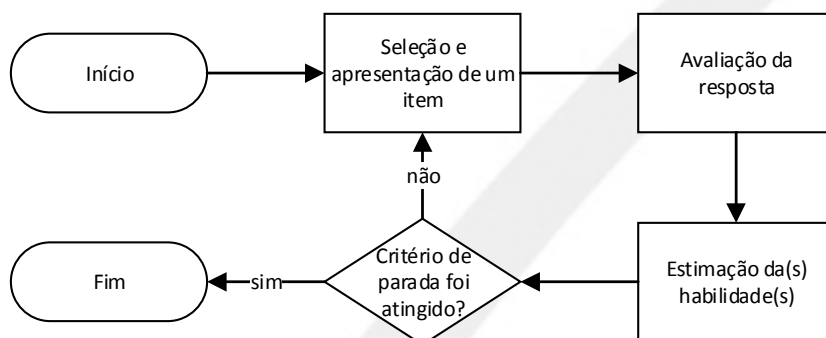 Início
Seleção e
apresentação de um
item
Avaliação da
resposta
não
Fim
sim
Critério de
parada foi
atingido?
Estimação da(s)
habilidade(s)